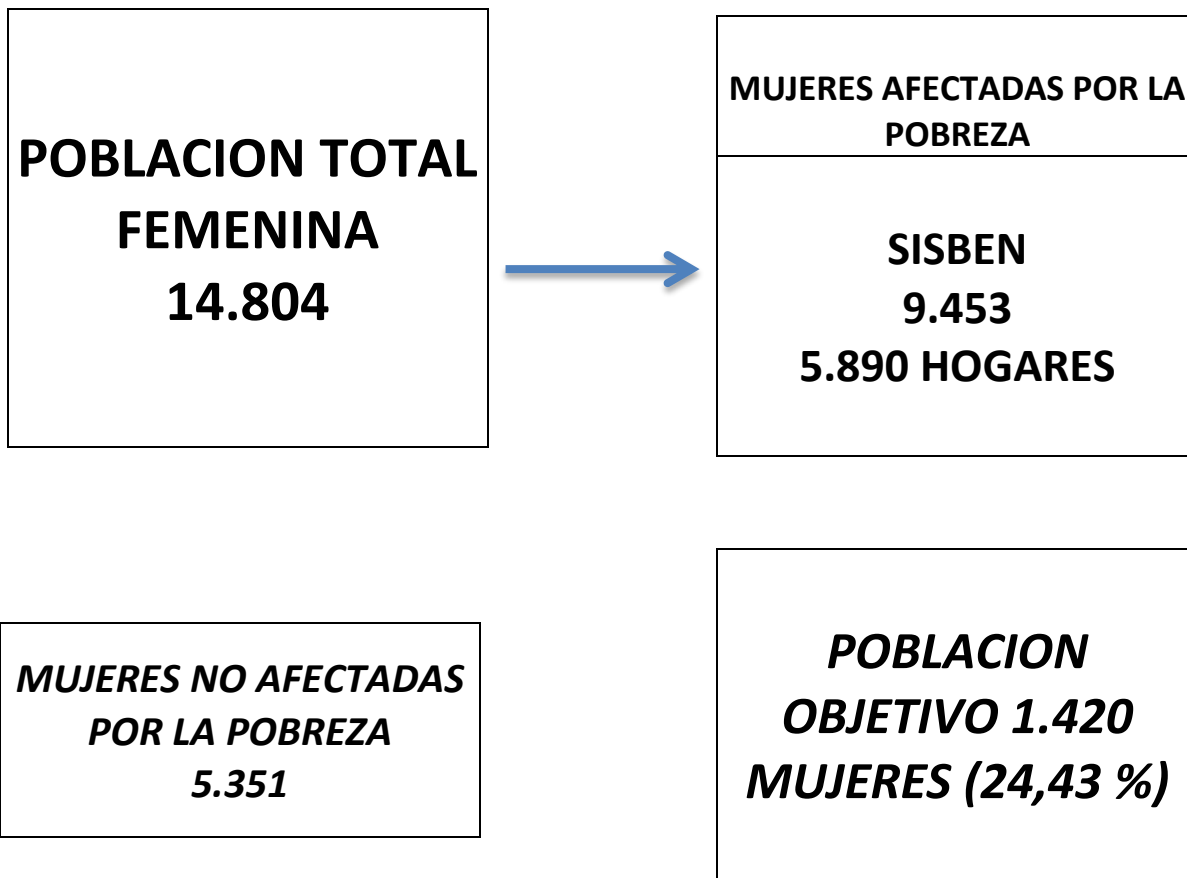 POBLACION TOTAL
FEMENINA
14.804
MUJERES AFECTADAS POR LA
POBREZA
SISBEN
9.453
5.890 HOGARES
MUJERES NO AFECTADAS
POR LA POBREZA
5.351
POBLACION
OBJETIVO 1.420
MUJERES (24,43 %)